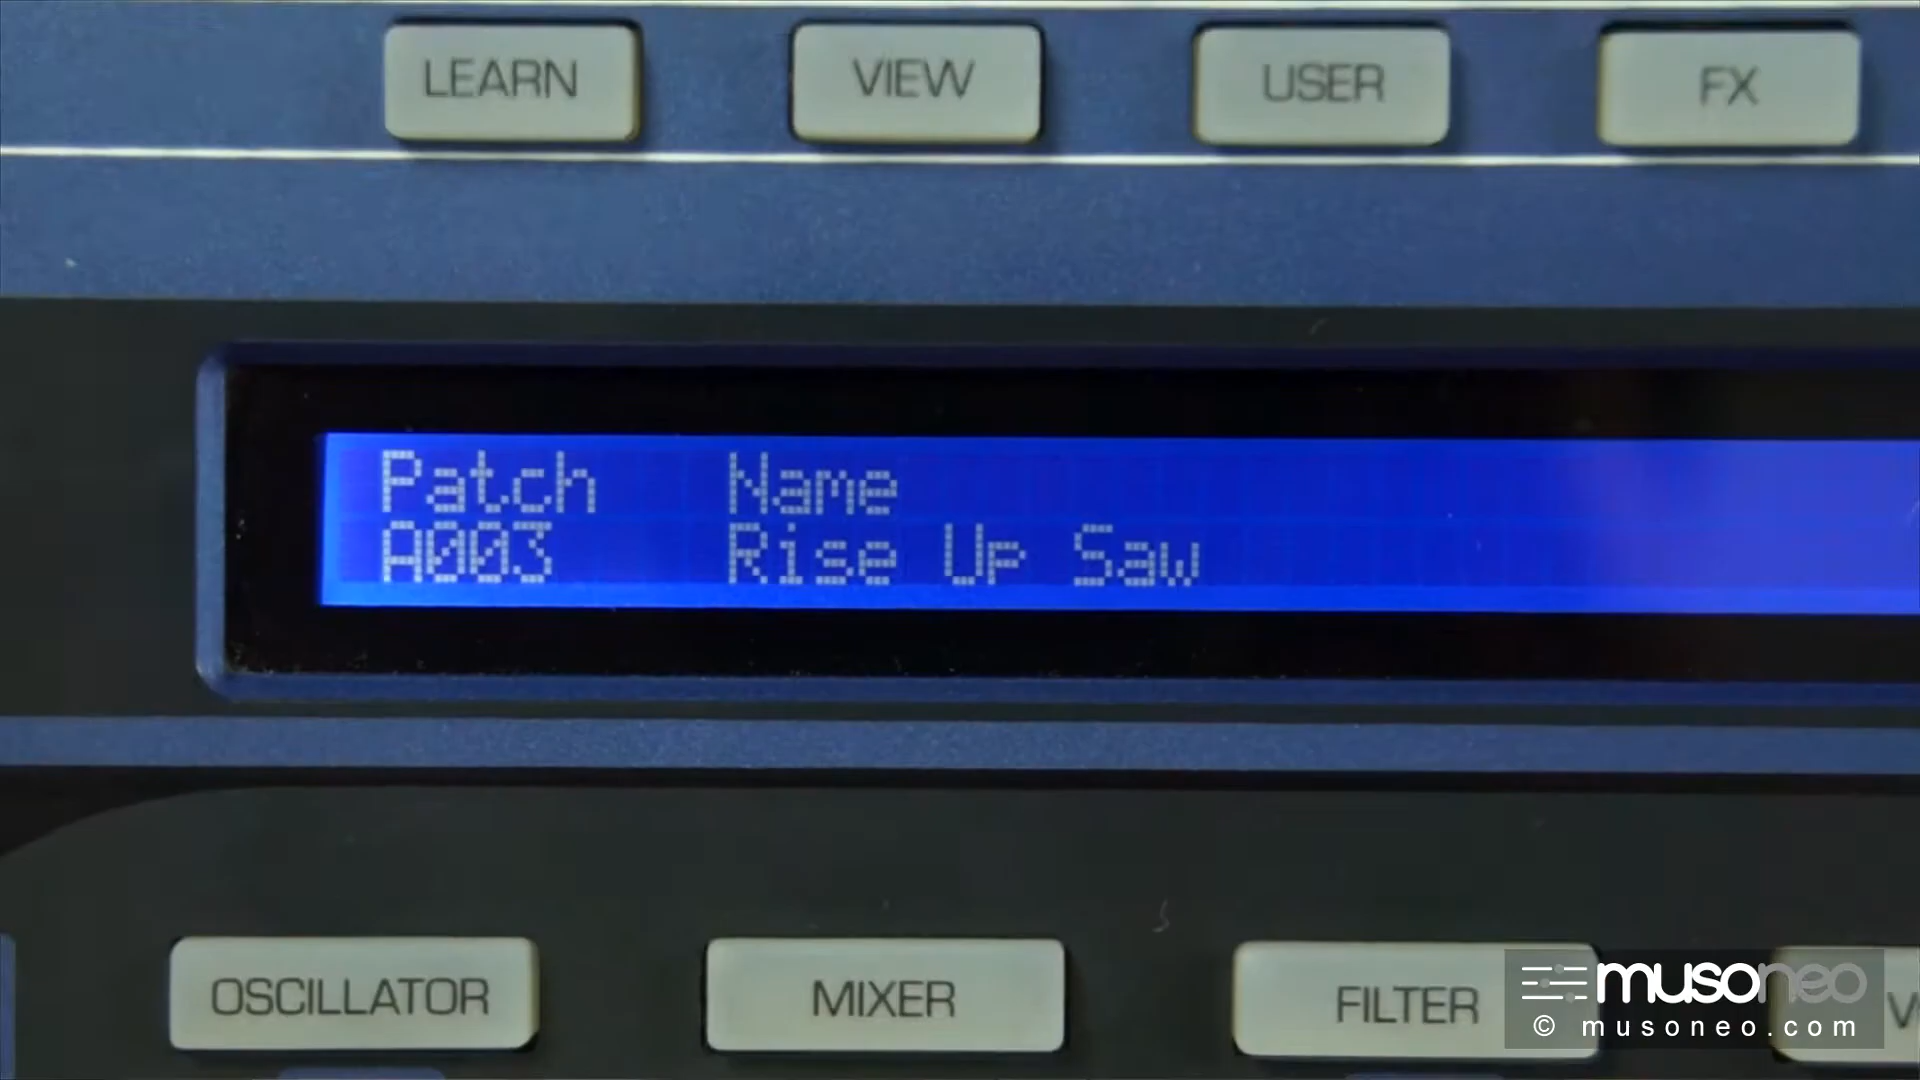 LEARN VIEW USER FX
Patch Name
A003 Rise Up Saw
OSCILLATOR MIXER FILTER
musoneo
© musoneo.com